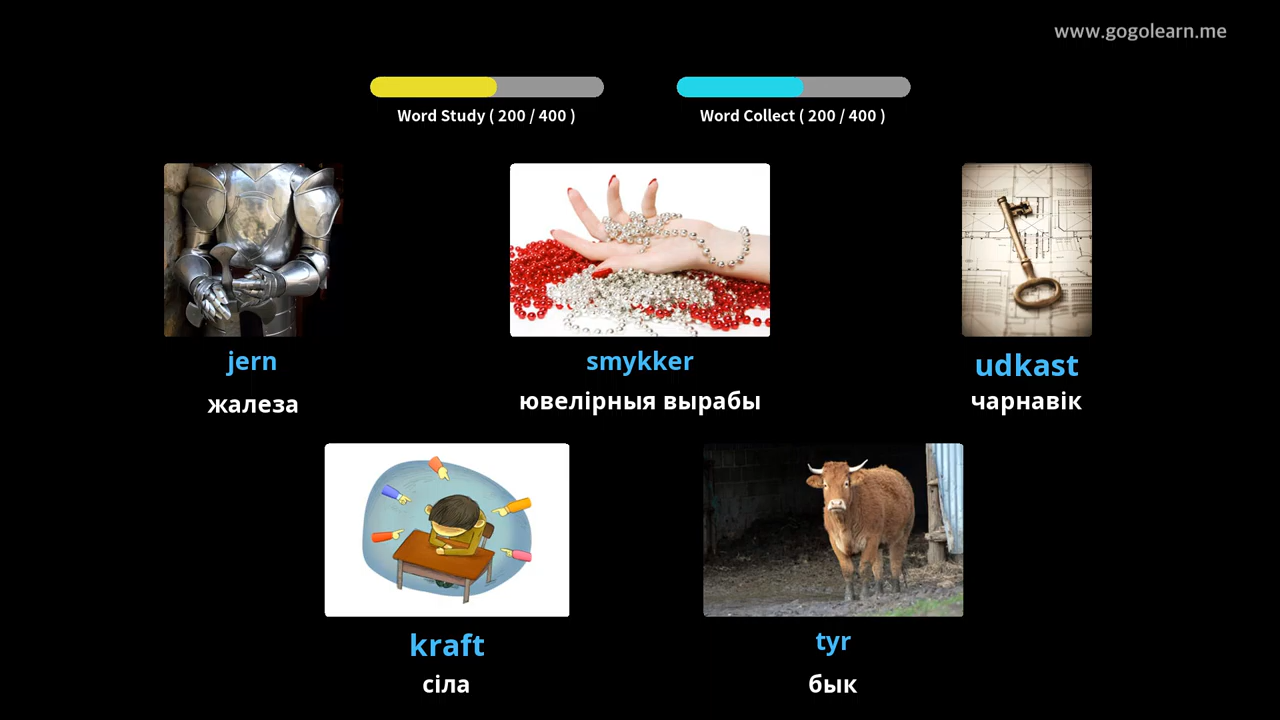 www.gogolearn.me
Word Study ( 200 / 400 )
Word Collect ( 200 / 400 )
jern
жалеза
smykker
ювелірныя вырабы
udkast
чарнавік
kraft
сіла
tyr
бык